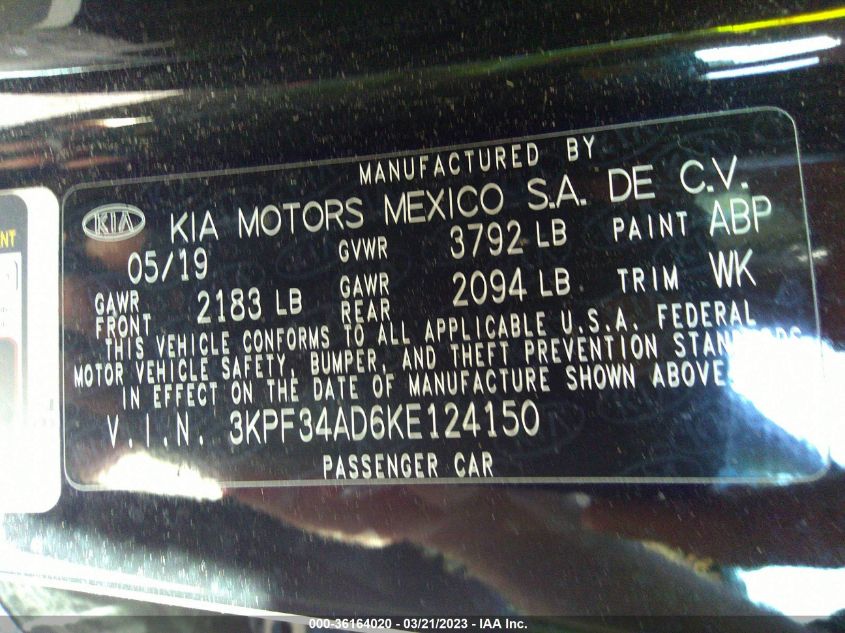 MANUFACTURED BY
KIA KIA MOTORS MEXICO S.A. DE C.V.
05/19 GVWR 3792 LB PAINT ABP
GAWR FRONT 2183 LB GAWR REAR 2094 LB TRIM WK
THIS VEHICLE CONFORMS TO ALL APPLICABLE U.S.A. FEDERAL
MOTOR VEHICLE SAFETY, BUMPER, AND THEFT PREVENTION STANDARDS
IN EFFECT ON THE DATE OF MANUFACTURE SHOWN ABOVE
V.I.N. 3KPF34AD6KE124150
PASSENGER CAR
000-36164020 - 03/21/2023 - IAA Inc.